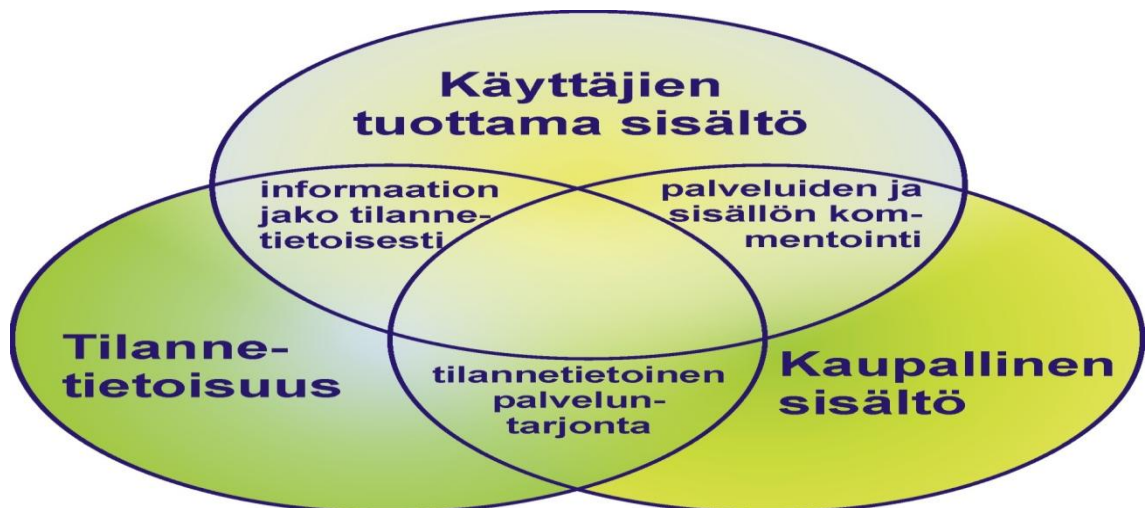 Käyttäjien
tuottama sisältö
informaation
jako tilanne-
tietoisesti
palveluiden ja
sisällön kom-
mentointi
Tilanne-
tietoisuus
tilannetietoinen
palvelun-
tarjonta
Kaupallinen
sisältö